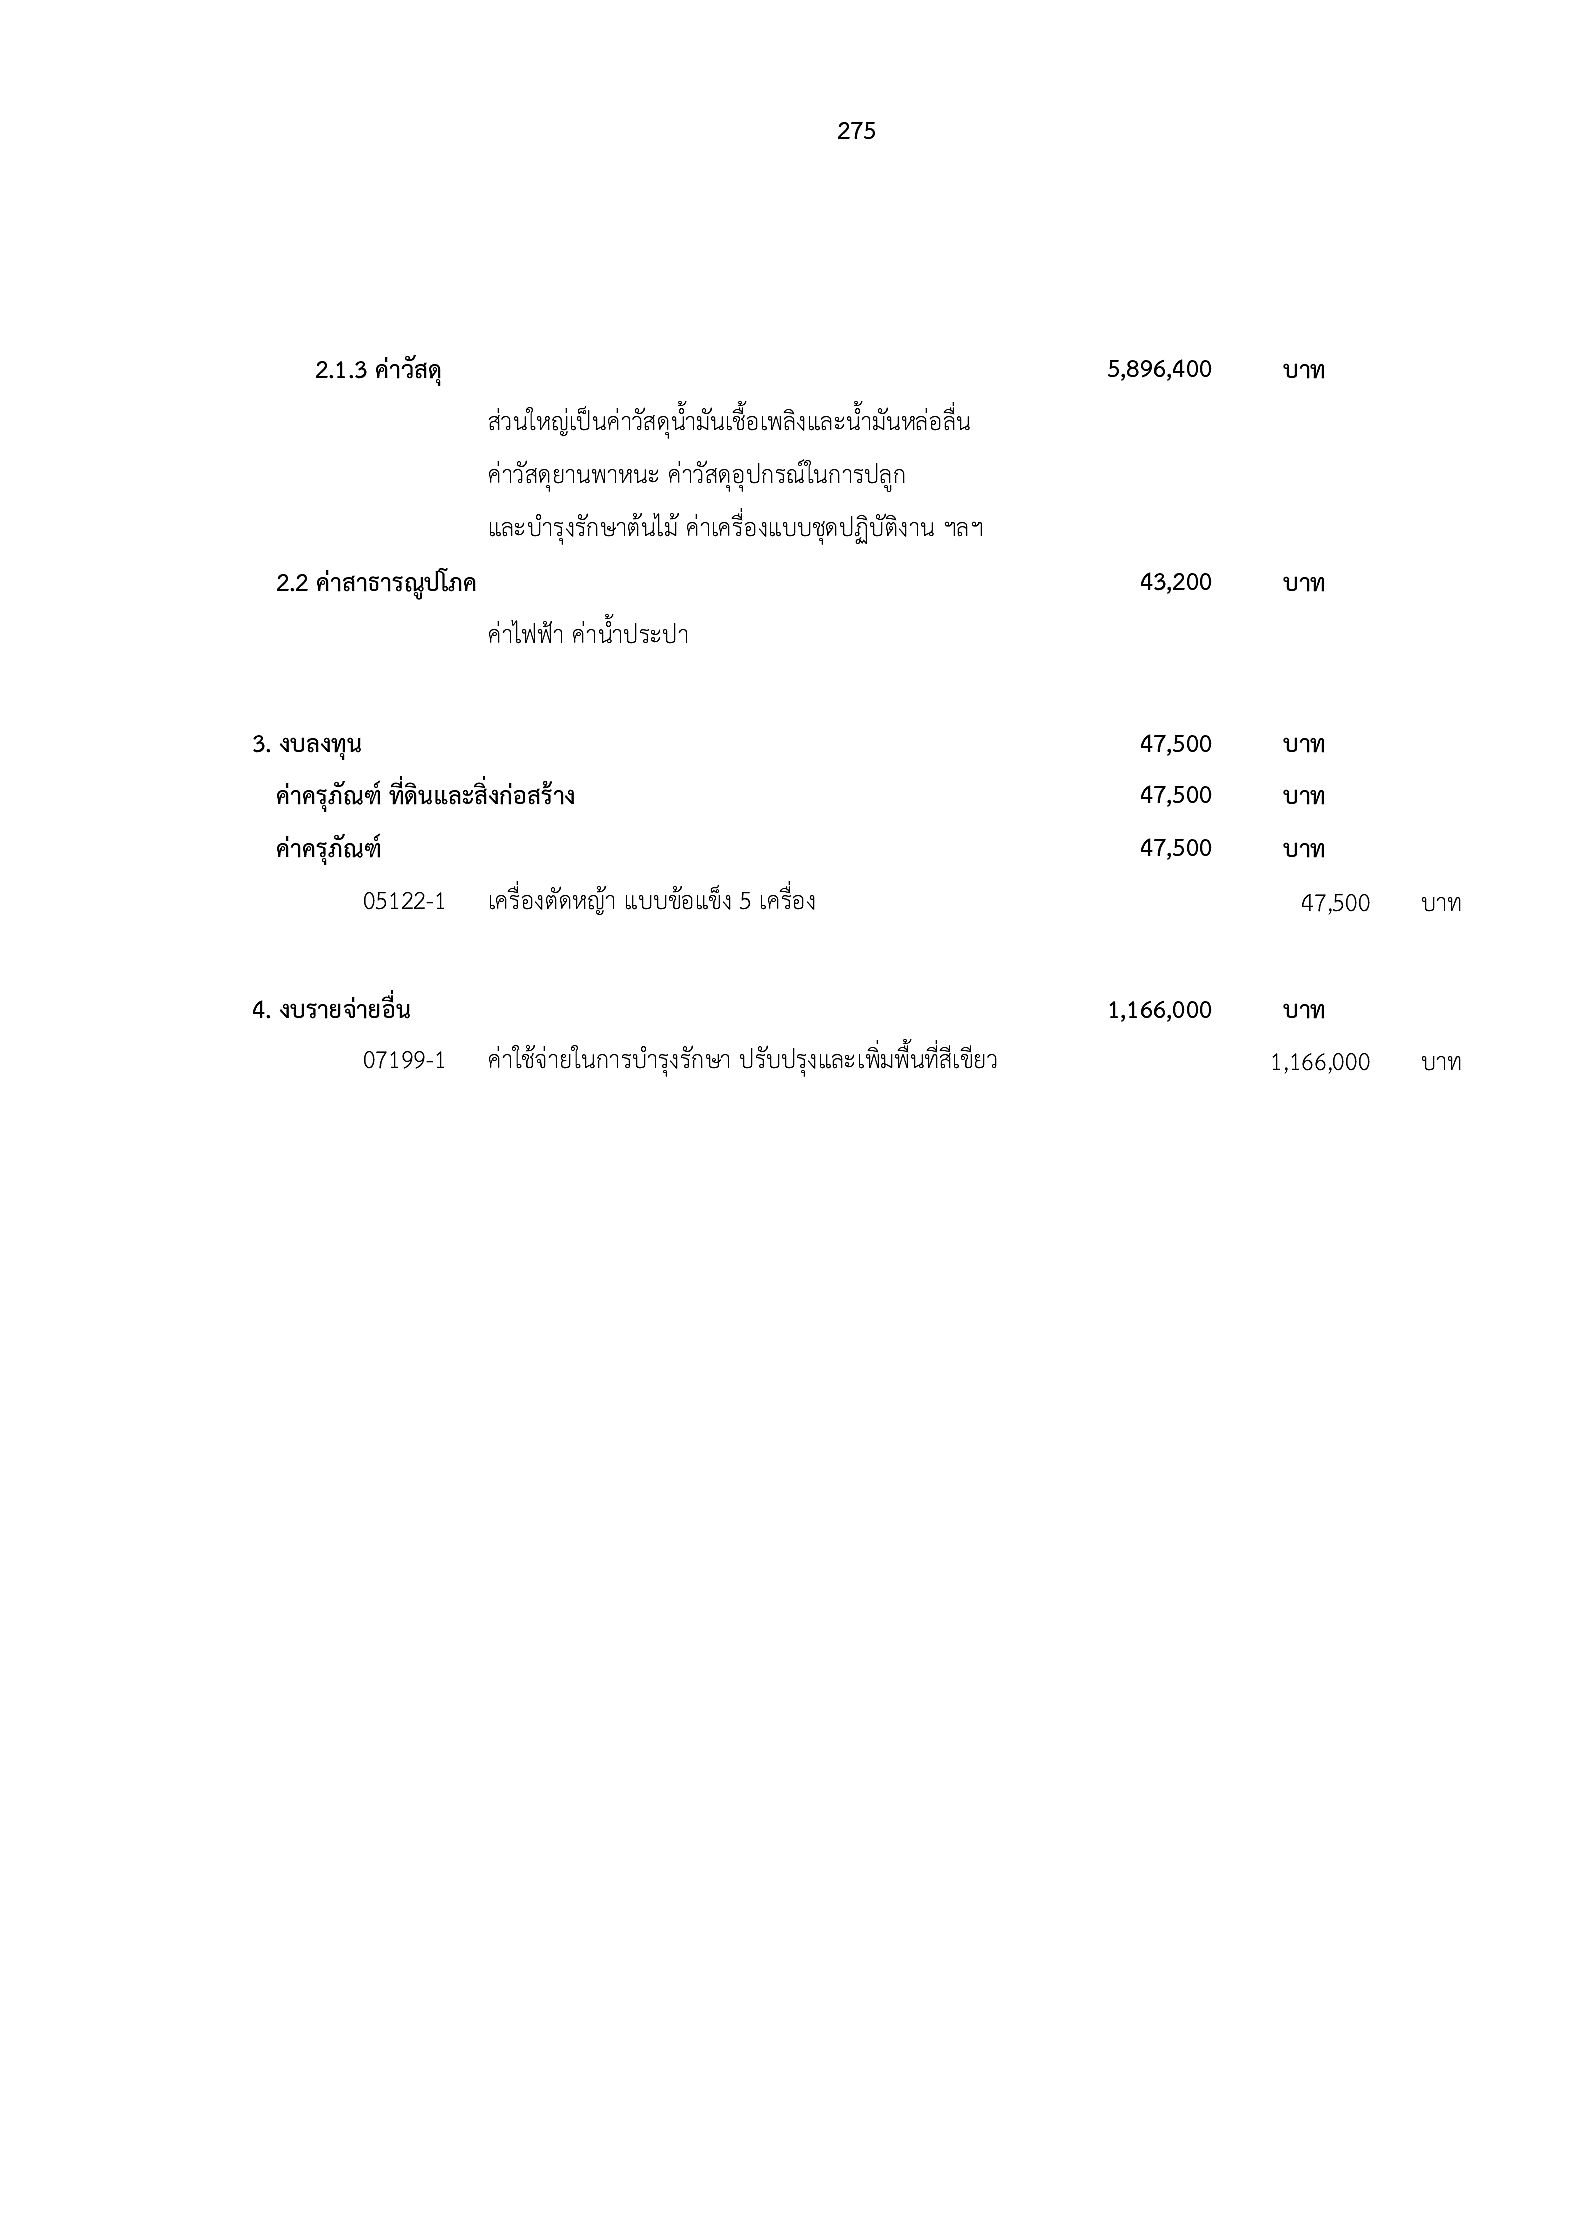 275
2.1.3 ค่าวัสดุ 5,896,400 บาท
ส่วนใหญ่เป็นค่าวัสดุน้ำมันเชื้อเพลิงและน้ำมันหล่อลื่น
ค่าวัสดุยานพาหนะ ค่าวัสดุอุปกรณ์ในการปลูก
และบำรุงรักษาต้นไม้ ค่าเครื่องแบบชุดปฏิบัติงาน ฯลฯ
2.2 ค่าสาธารณูปโภค 43,200 บาท
ค่าไฟฟ้า ค่าน้ำประปา
3. งบลงทุน 47,500 บาท
ค่าครุภัณฑ์ ที่ดินและสิ่งก่อสร้าง 47,500 บาท
ค่าครุภัณฑ์ 47,500 บาท
05122-1 เครื่องตัดหญ้า แบบข้อแข็ง 5 เครื่อง 47,500 บาท
4. งบรายจ่ายอื่น 1,166,000 บาท
07199-1 ค่าใช้จ่ายในการบำรุงรักษา ปรับปรุงและเพิ่มพื้นที่สีเขียว 1,166,000 บาท